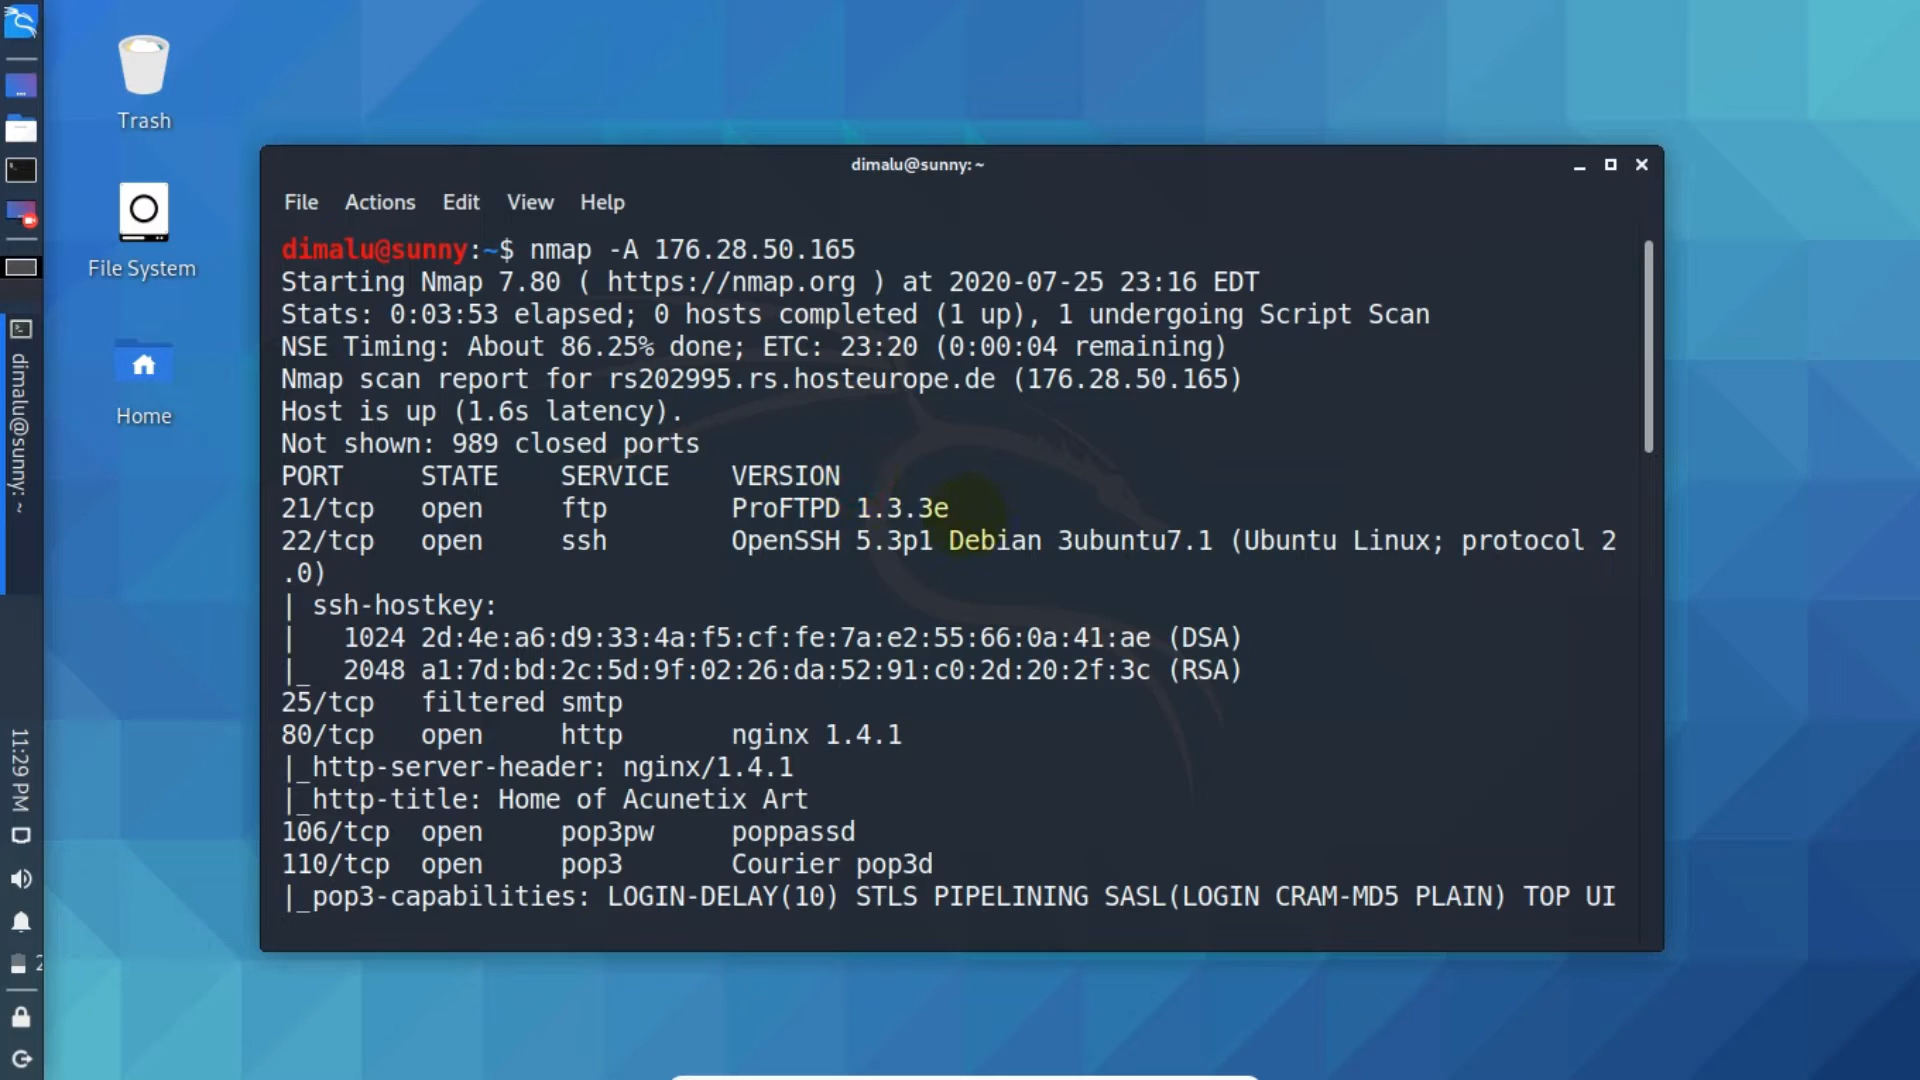 Trash
File System
Home
dimalu@sunny: ~
11:29 PM
2
dimalu@sunny:~
File Actions Edit View Help
dimalu@sunny:~$ nmap -A 176.28.50.165
Starting Nmap 7.80 ( https://nmap.org ) at 2020-07-25 23:16 EDT
Stats: 0:03:53 elapsed; 0 hosts completed (1 up), 1 undergoing Script Scan
NSE Timing: About 86.25% done; ETC: 23:20 (0:00:04 remaining)
Nmap scan report for rs202995.rs.hosteurope.de (176.28.50.165)
Host is up (1.6s latency).
Not shown: 989 closed ports
PORT     STATE    SERVICE    VERSION
21/tcp   open     ftp        ProFTPD 1.3.3e
22/tcp   open     ssh        OpenSSH 5.3p1 Debian 3ubuntu7.1 (Ubuntu Linux; protocol 2
.0)
| ssh-hostkey:
|   1024 2d:4e:a6:d9:33:4a:f5:cf:fe:7a:e2:55:66:0a:41:ae (DSA)
|_  2048 a1:7d:bd:2c:5d:9f:02:26:da:52:91:c0:2d:20:2f:3c (RSA)
25/tcp   filtered smtp
80/tcp   open     http       nginx 1.4.1
|_http-server-header: nginx/1.4.1
|_http-title: Home of Acunetix Art
106/tcp  open     pop3pw     poppassd
110/tcp  open     pop3       Courier pop3d
|_pop3-capabilities: LOGIN-DELAY(10) STLS PIPELINING SASL(LOGIN CRAM-MD5 PLAIN) TOP UI